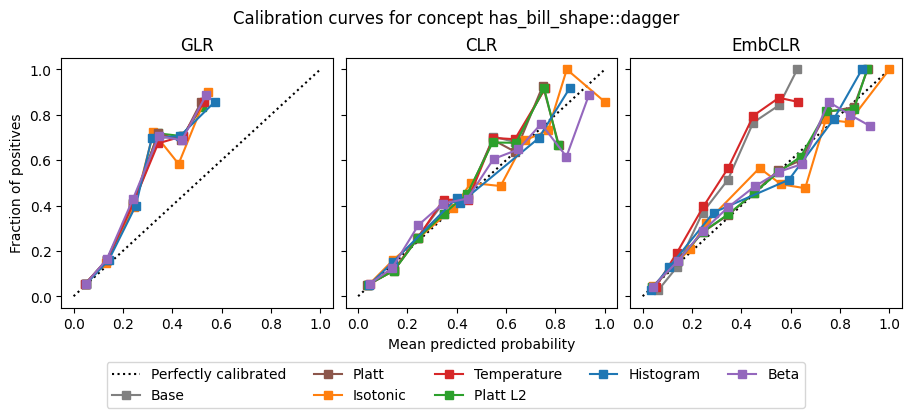 Calibration curves for concept has_bill_shape::dagger
GLR
CLR
EmbCLR
Fraction of positives
1.0
0.8
0.6
0.4
0.2
0.0
0.0 0.2 0.4 0.6 0.8 1.0
0.0 0.2 0.4 0.6 0.8 1.0
0.0 0.2 0.4 0.6 0.8 1.0
Mean predicted probability
Perfectly calibrated
Base
Platt
Isotonic
Temperature
Platt L2
Histogram
Beta